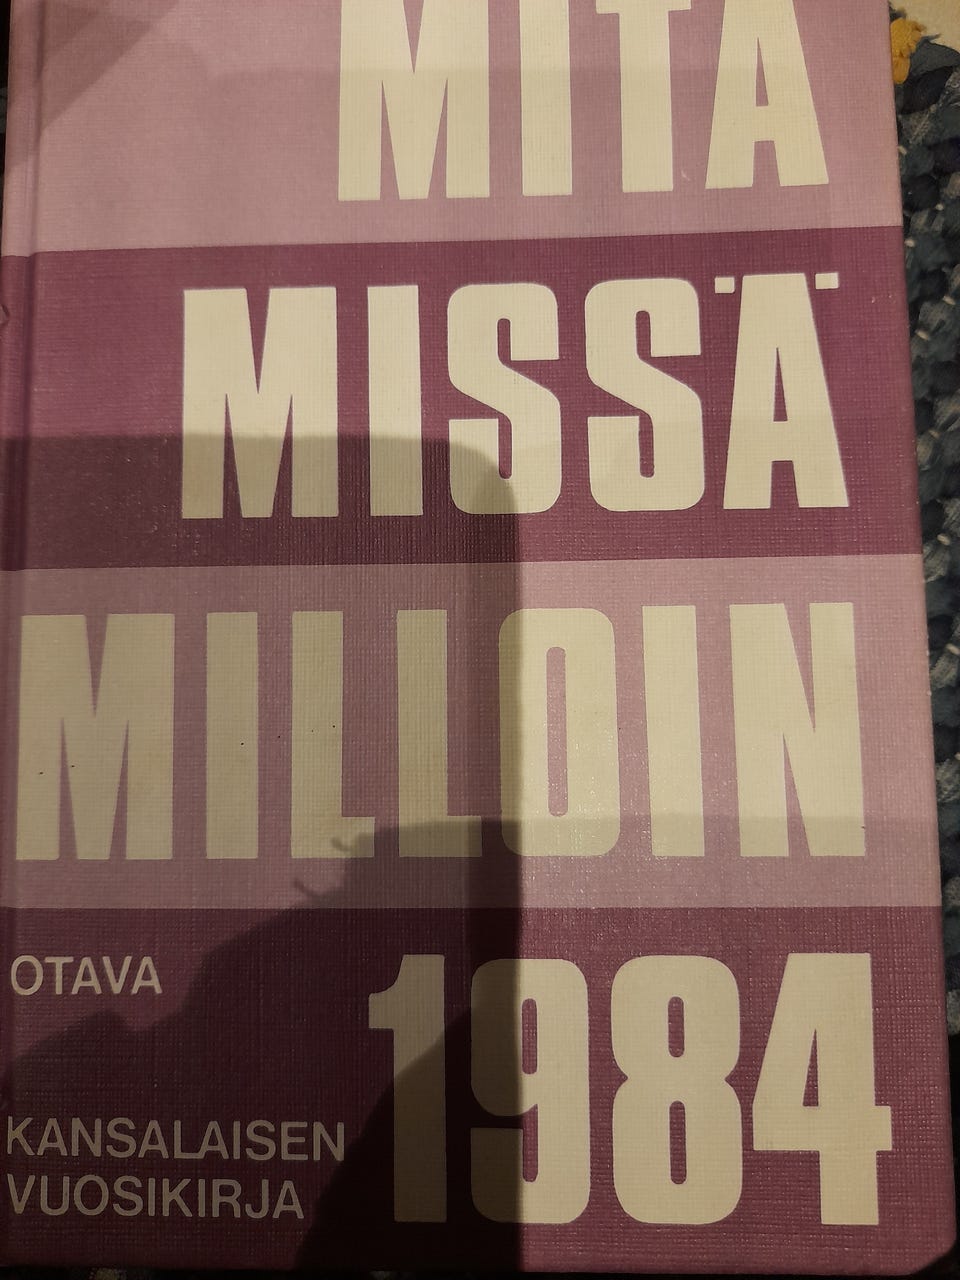 MITÄ
MISSÄ
MILLOIN
OTAVA
1984
KANSALAISEN
VUOSIKIRJA